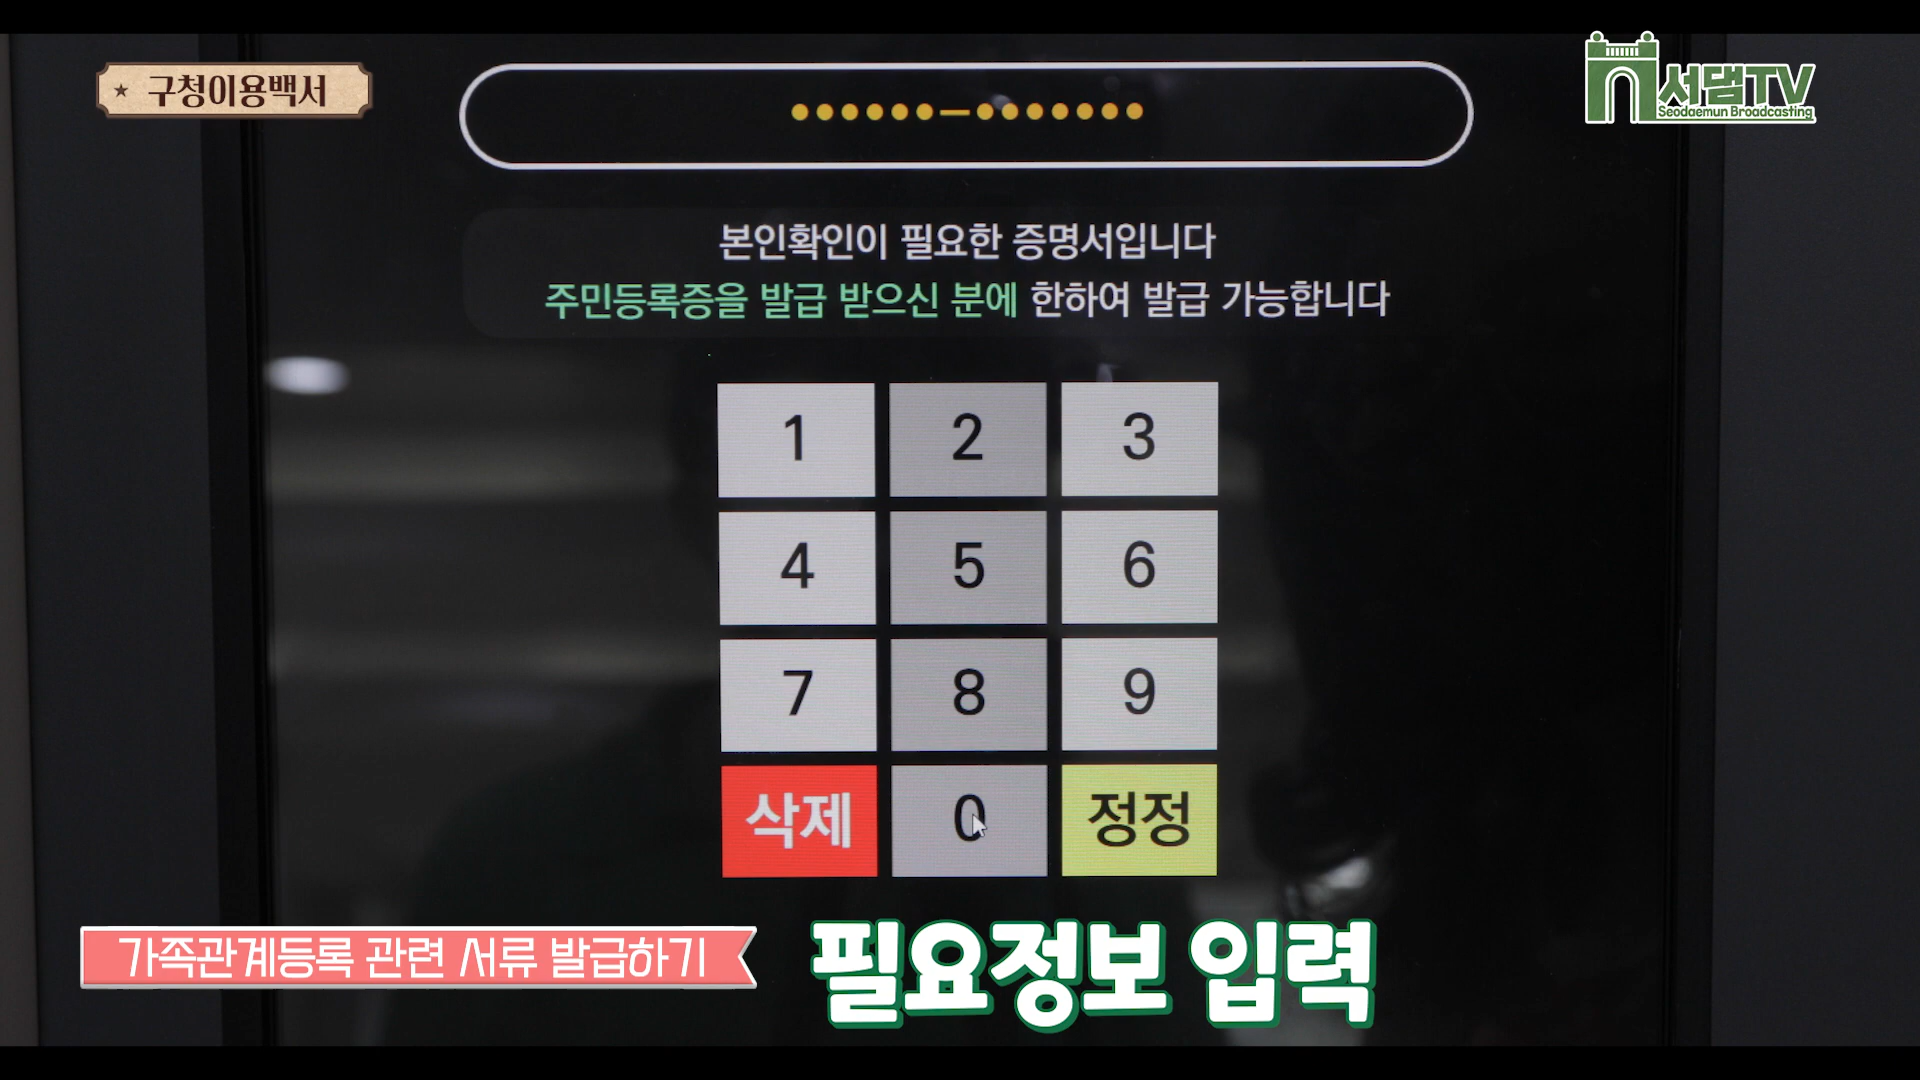 구청이용백서
서댐TV
Seodaemun Broadcasting
••••••–•••••••
본인확인이 필요한 증명서입니다
주민등록증을 발급 받으신 분에 한하여 발급 가능합니다
1 2 3
4 5 6
7 8 9
삭제 0 정정
가족관계등록 관련 서류 발급하기
필요정보 입력